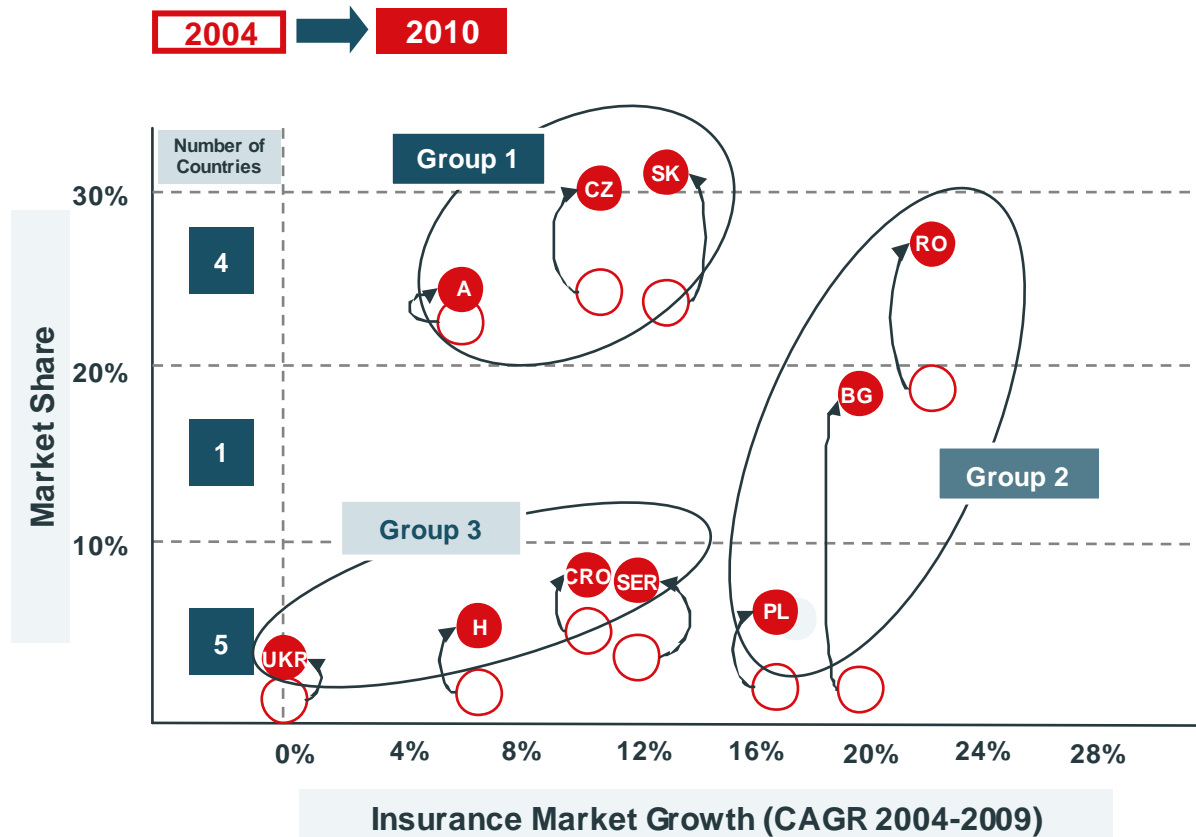 2004
2010
Number of
Countries
Group 1
CZ
SK
30%
RO
4
A
20%
BG
Market Share
1
Group 2
Group 3
10%
CRO
SER
PL
H
5
UKR
0%
4%
8%
12%
16%
20%
24%
28%
Insurance Market Growth (CAGR 2004-2009)